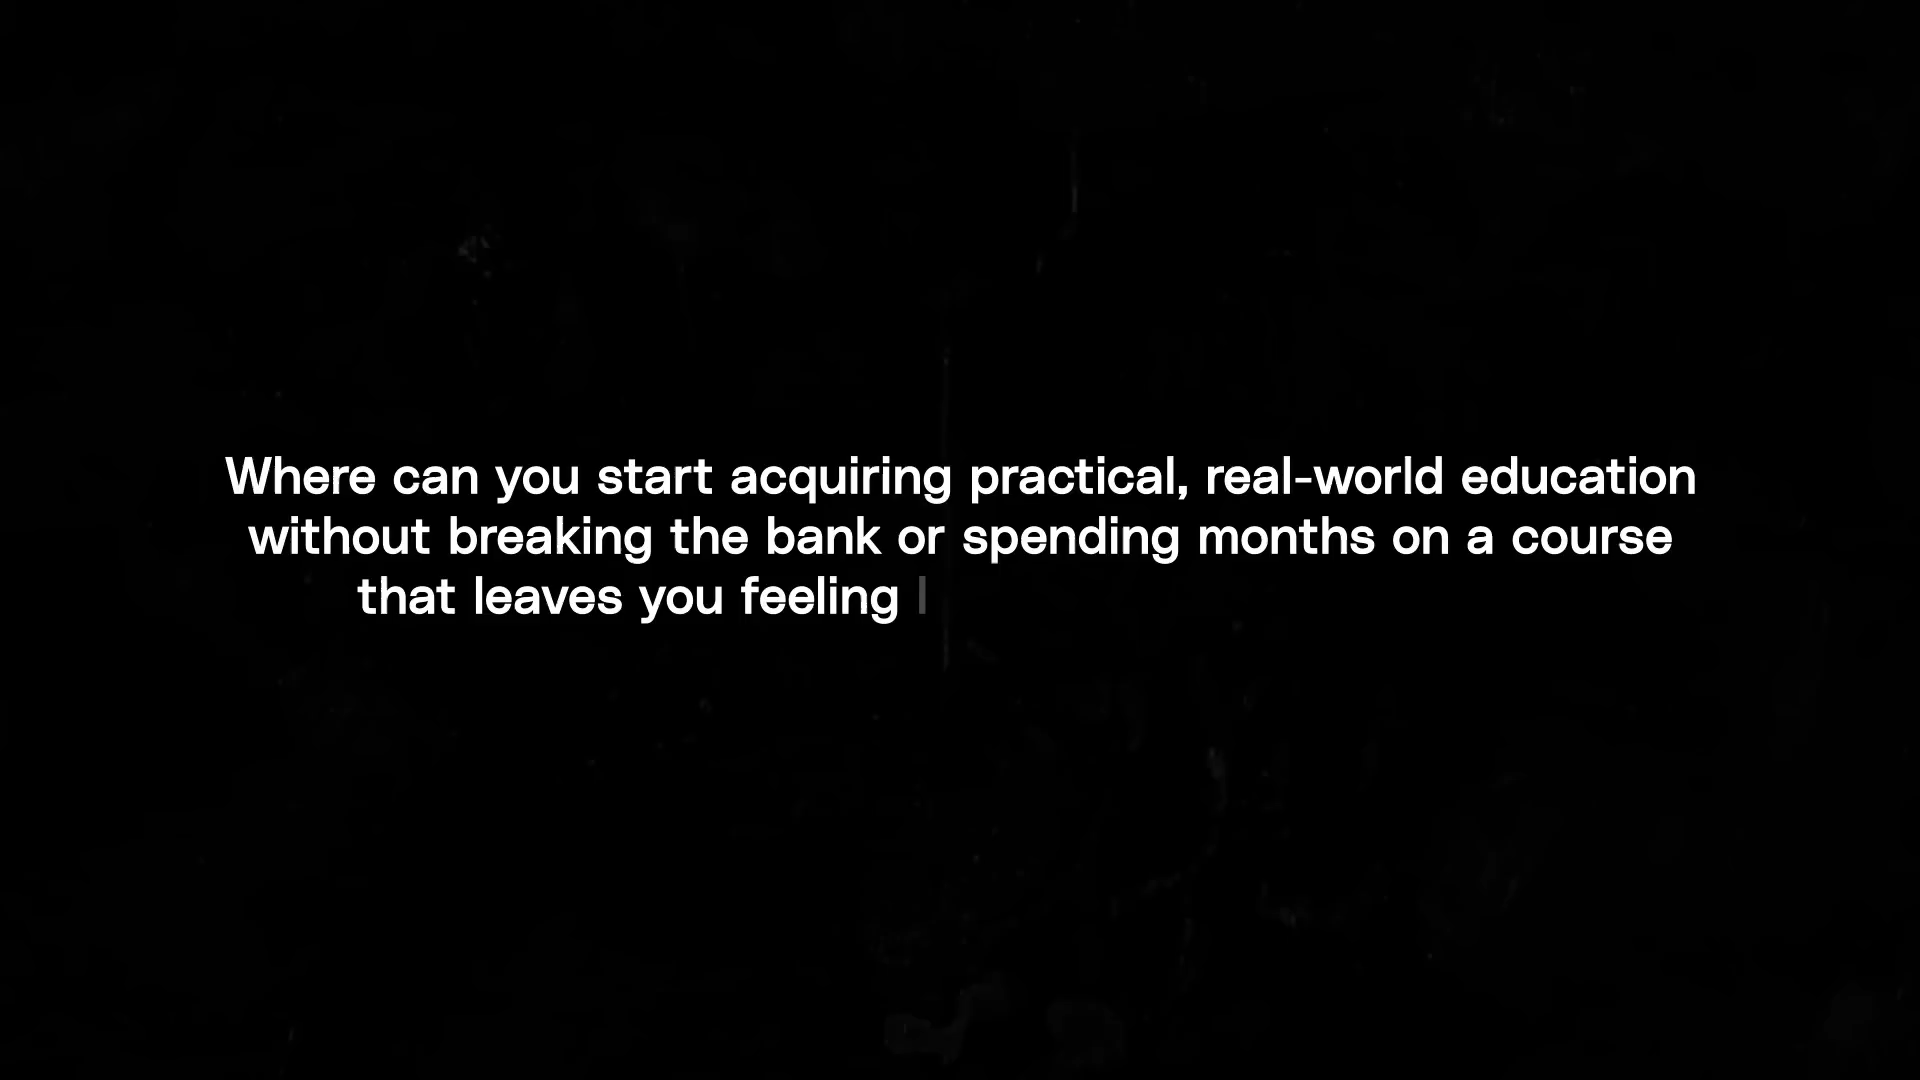 Where can you start acquiring practical, real-world education
without breaking the bank or spending months on a course
that leaves you feeling l